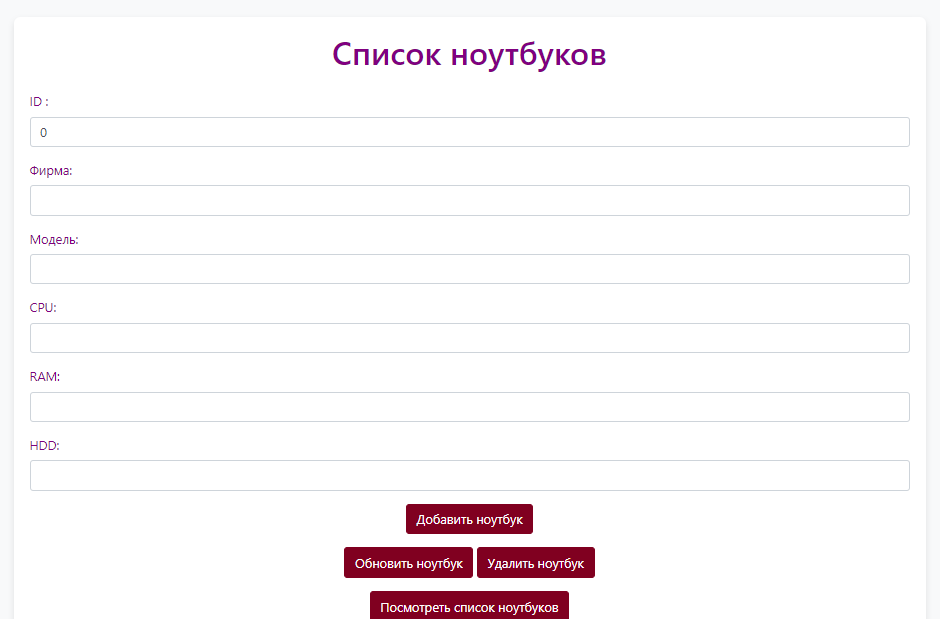 Список ноутбуков
ID :
0
Фирма:
Модель:
CPU:
RAM:
HDD:
Добавить ноутбук
Обновить ноутбук Удалить ноутбук
Посмотреть список ноутбуков